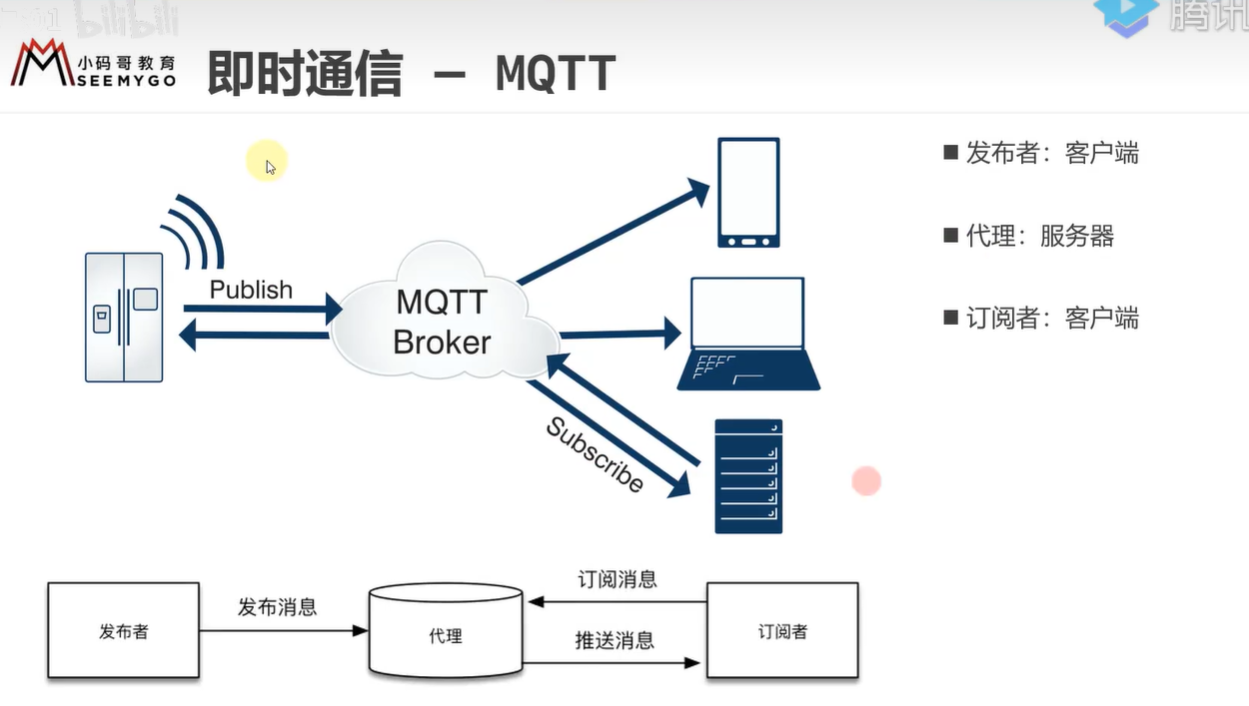 bilibili
腾讯
小码哥教育
SEEMYGO
即时通信 – MQTT
■ 发布者：客户端
■ 代理：服务器
■ 订阅者：客户端
Publish
MQTT
Broker
Subscribe
发布者
发布消息
代理
订阅消息
推送消息
订阅者